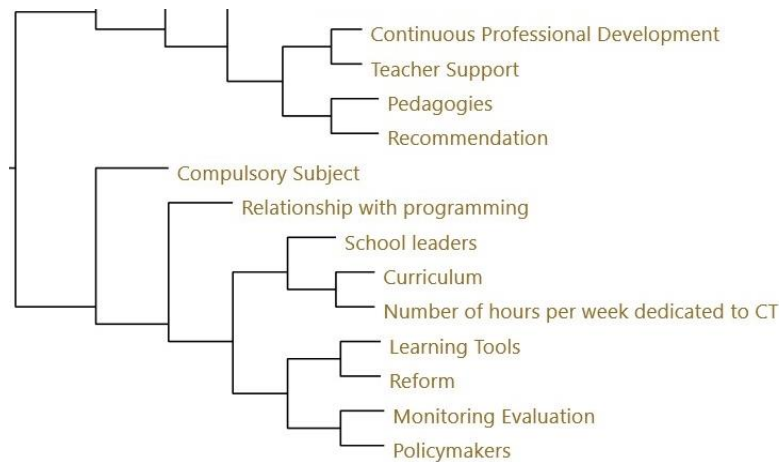 Continuous Professional Development
Teacher Support
Pedagogies
Recommendation
Compulsory Subject
Relationship with programming
School leaders
Curriculum
Number of hours per week dedicated to CT
Learning Tools
Reform
Monitoring Evaluation
Policymakers